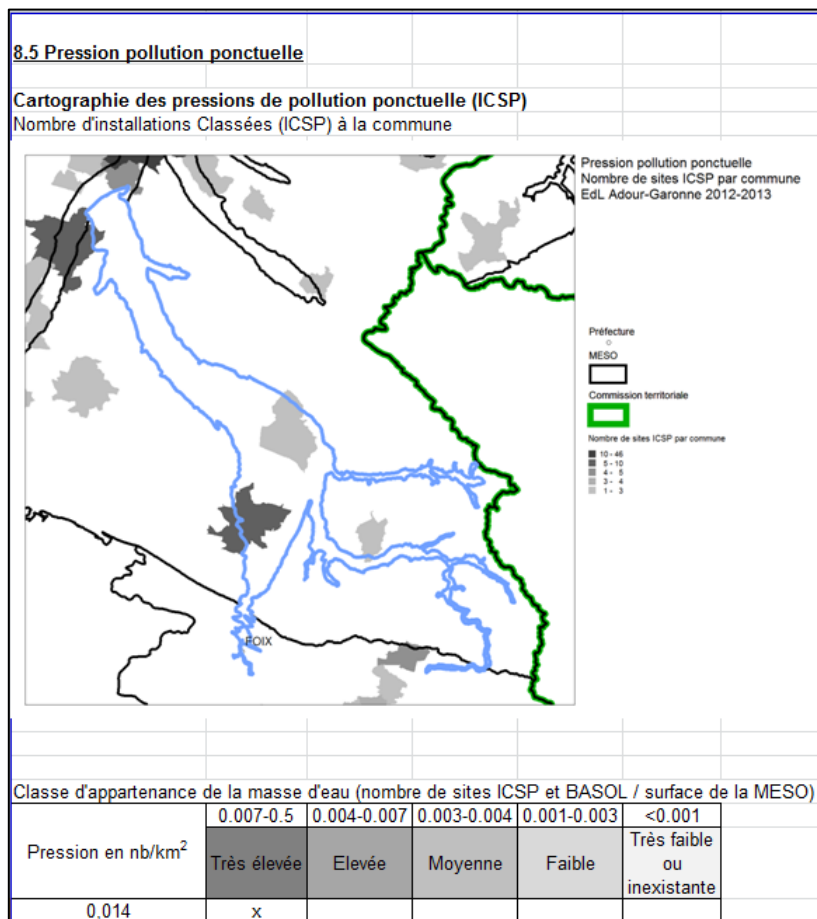 8.5 Pression pollution ponctuelle
Cartographie des pressions de pollution ponctuelle (ICSP)
Nombre d'installations Classées (ICSP) à la commune
Pression pollution ponctuelle
Nombre de sites ICSP par commune
EdL Adour-Garonne 2012-2013
Préfecture
MESO
Commission territoriale
Nombre de sites ICSP par commune
10 - 46
5 - 10
4 - 5
3 - 4
1 - 3
FOIX
Classe d'appartenance de la masse d'eau (nombre de sites ICSP et BASOL / surface de la MESO)
Pression en nb/km²
0.007-0.5 0.004-0.007 0.003-0.004 0.001-0.003 <0.001
Très élevée Elevée Moyenne Faible Très faible
ou
inexistante
0,014 x